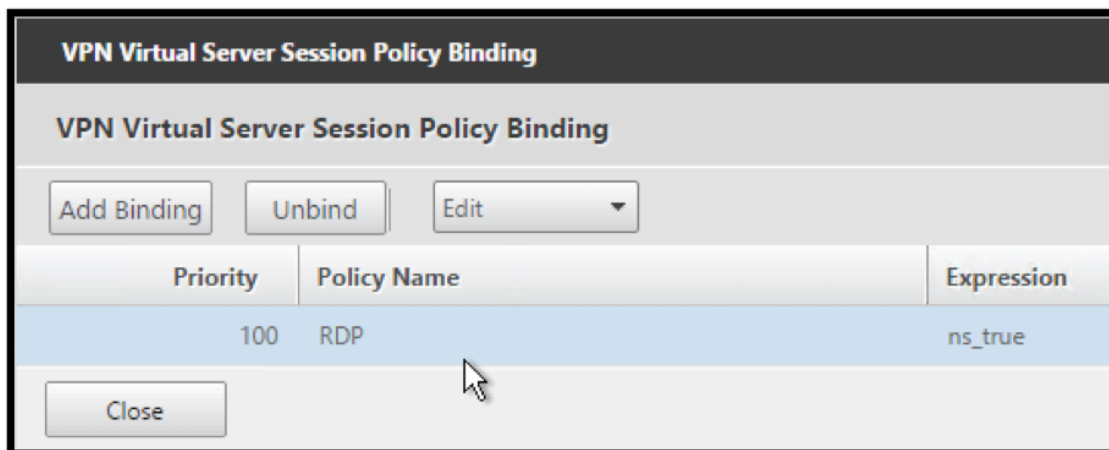 VPN Virtual Server Session Policy Binding
VPN Virtual Server Session Policy Binding
Add Binding Unbind Edit
Priority Policy Name Expression
100 RDP ns_true
Close